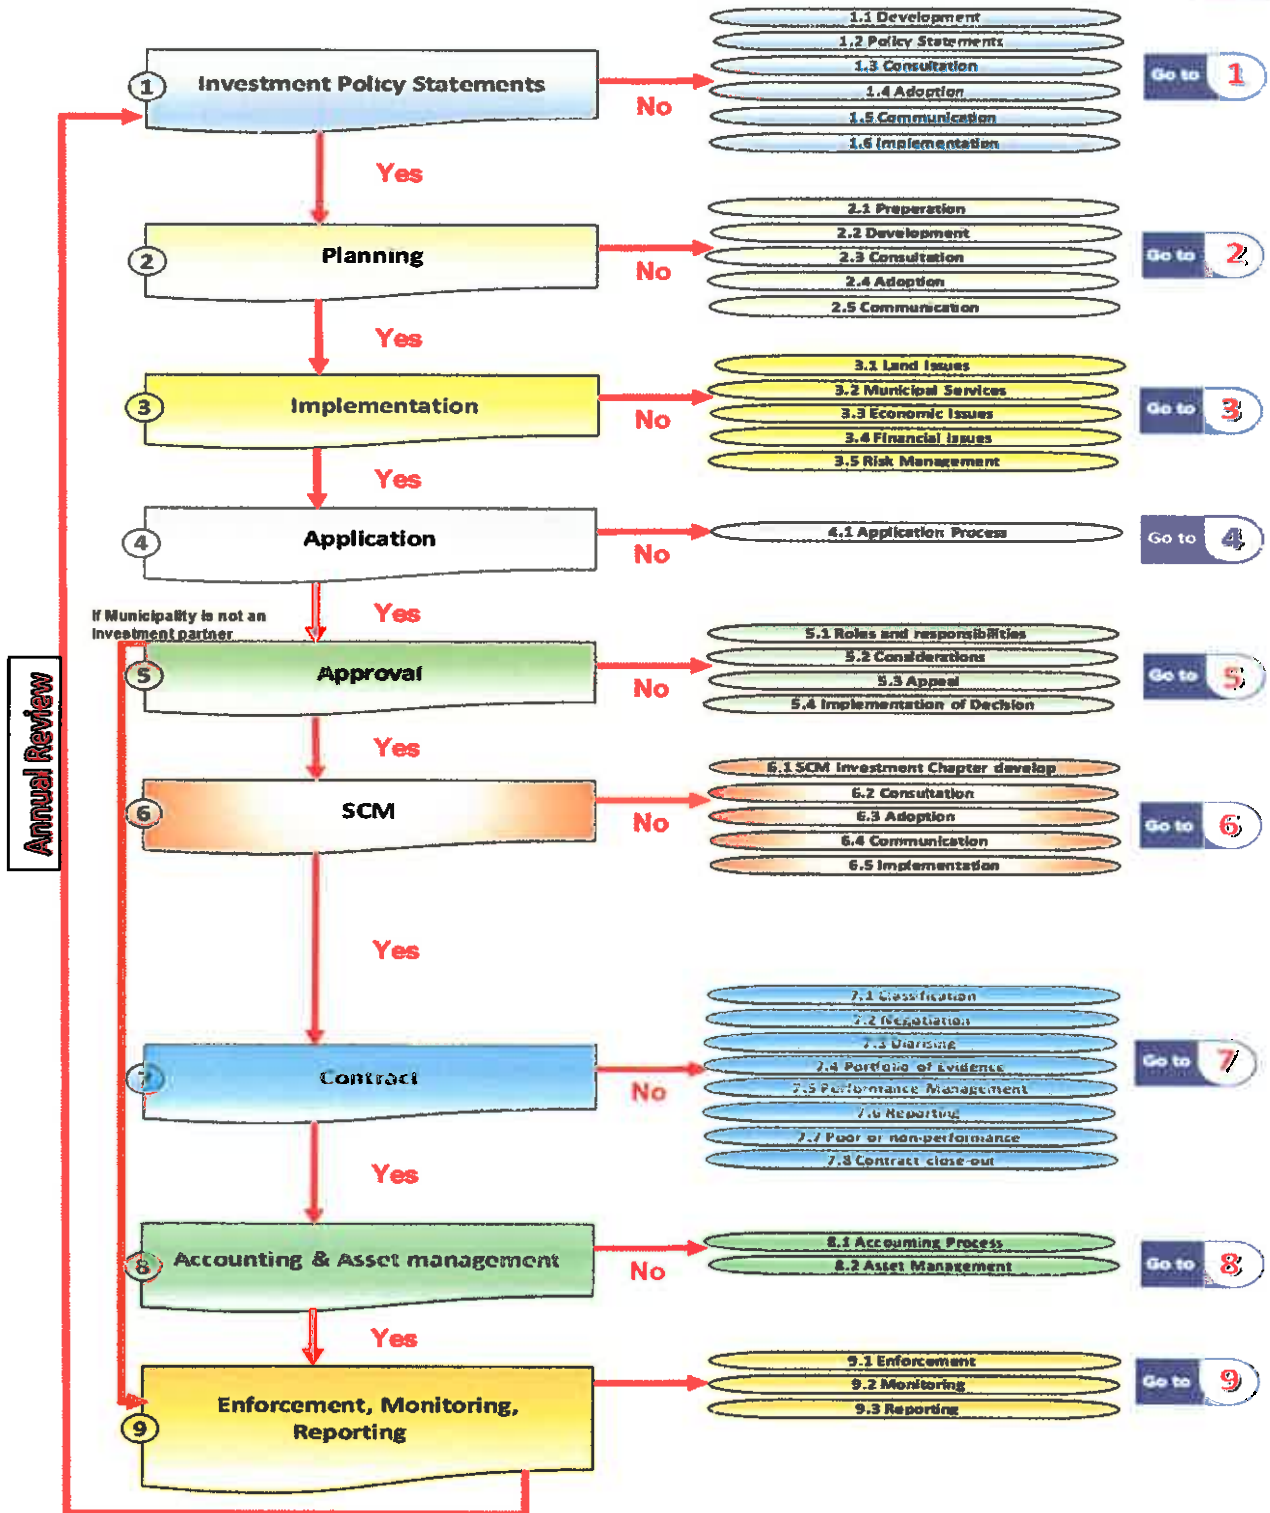 1.1 Development
1.2 Policy Statements
1.3 Consultation
1.4 Adoption
1.5 Communication
1.6 Implementation
1
Investment Policy Statements
No
Go to 1
Yes
2.1 Preperation
2.2 Development
2.3 Consultation
2.4 Adoption
2.5 Communication
2
Planning
No
Go to 2
Yes
3.1 Land Issues
3.2 Municipal Services
3.3 Economic Issues
3.4 Financial Issues
3.5 Risk Management
3
Implementation
No
Go to 3
Yes
4
Application
No
4.1 Application Process
Go to 4
Yes
If Municipality is not an
Investment partner
5
Approval
No
5.1 Roles and responsibilities
5.2 Considerations
5.3 Appeal
5.4 Implementation of Decision
Go to 5
Yes
Annual Review
6
SCM
No
6.1 SCM Investment Chapter develop
6.2 Consultation
6.3 Adoption
6.4 Communication
6.5 Implementation
Go to 6
Yes
7
Contract
No
7.1 Classification
7.2 Negotiation
7.3 Diarising
7.4 Portfolio of Evidence
7.5 Performance Management
7.6 Reporting
7.7 Poor or non-performance
7.8 Contract close-out
Go to 7
Yes
8
Accounting & Asset management
No
8.1 Accounting Process
8.2 Asset Management
Go to 8
Yes
9
Enforcement, Monitoring,
Reporting
9.1 Enforcement
9.2 Monitoring
9.3 Reporting
Go to 9